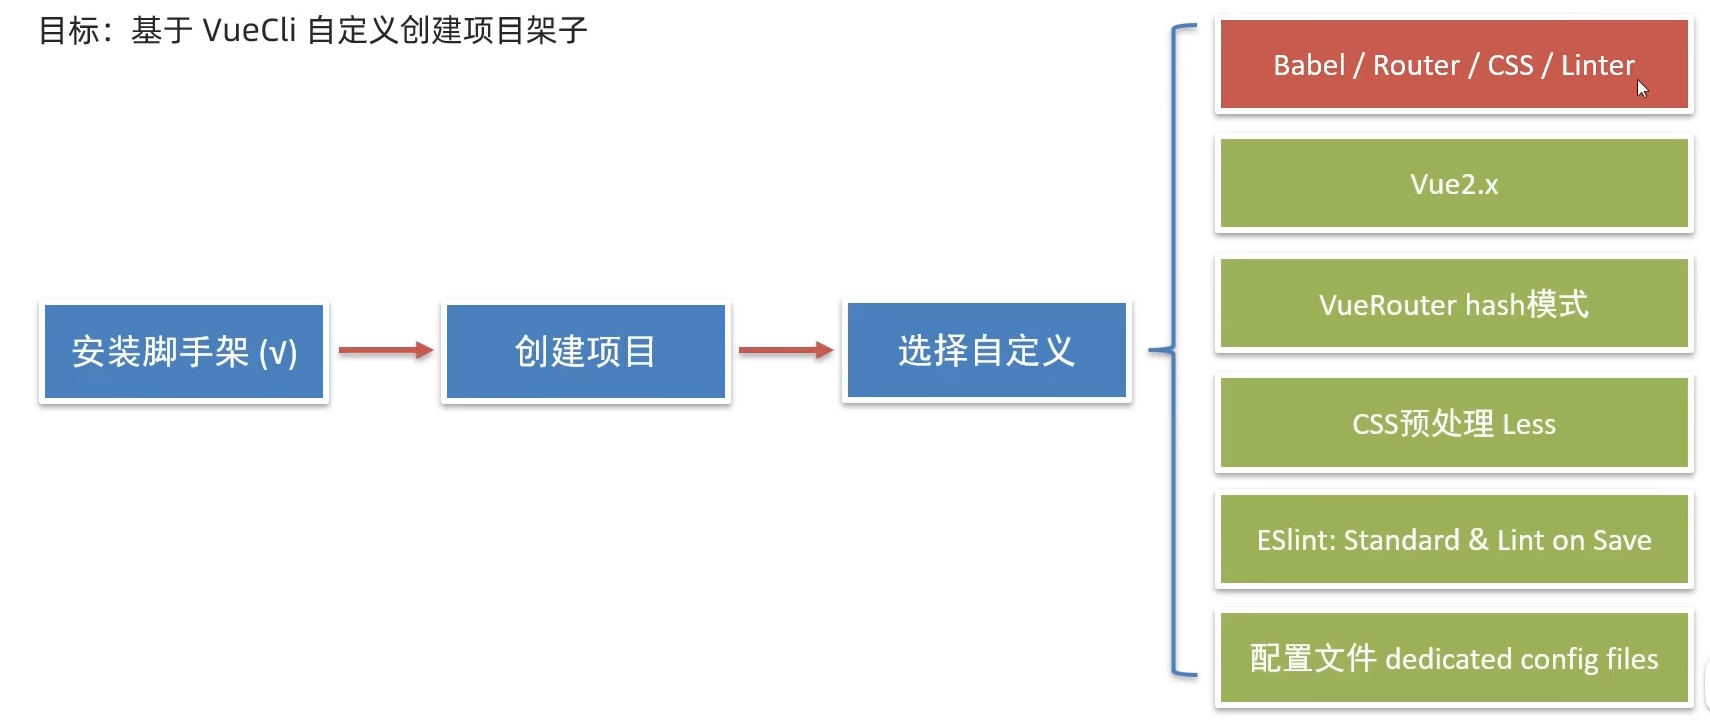 目标：基于 VueCli 自定义创建项目架子
安装脚手架 (√)
创建项目
选择自定义
Babel / Router / CSS / Linter
Vue2.x
VueRouter hash模式
CSS预处理 Less
ESlint: Standard & Lint on Save
配置文件 dedicated config files